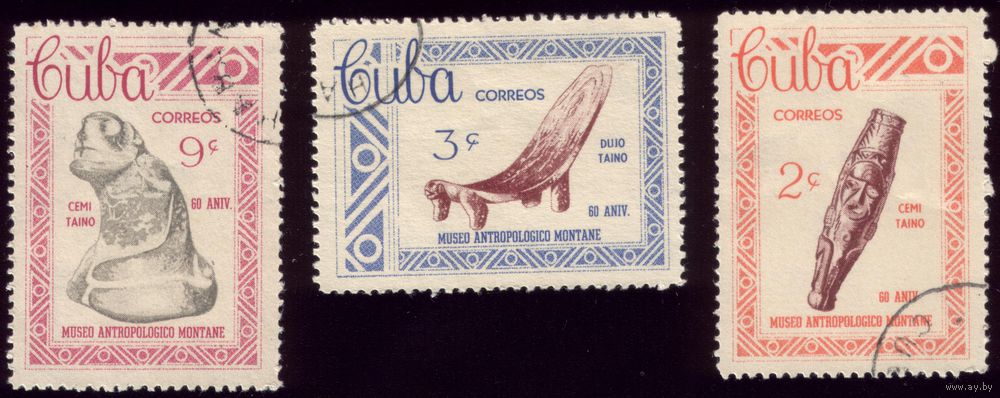 Cuba
CORREOS
9¢
CEMI
TAINO
60 ANIV.
MUSEO ANTROPOLOGICO MONTANE
Cuba
CORREOS
3¢
DUJO
TAINO
60 ANIV.
MUSEO ANTROPOLOGICO MONTANE
Cuba
CORREOS
2¢
CEMI
TAINO
60 ANIV.
MUSEO ANTROPOLOGICO MONTANE
www.ay.by